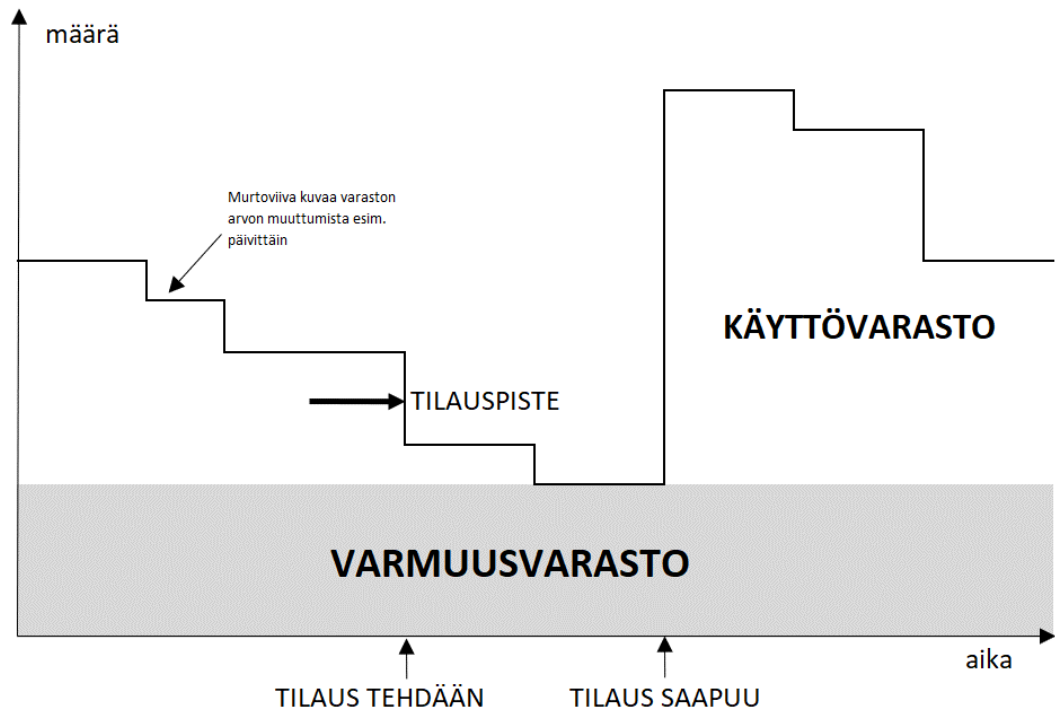 määrä
Murtoviiva kuvaa varaston
arvon muuttumista esim.
päivittäin
KÄYTTÖVARASTO
TILAUSPISTE
VARMUUSVARASTO
aika
TILAUS TEHDÄÄN
TILAUS SAAPUU